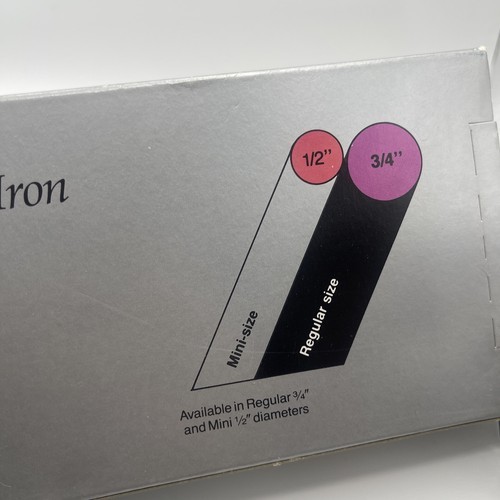 Iron
1/2"
3/4"
Mini-size
Regular size
Available in Regular 3/4"
and Mini 1/2" diameters